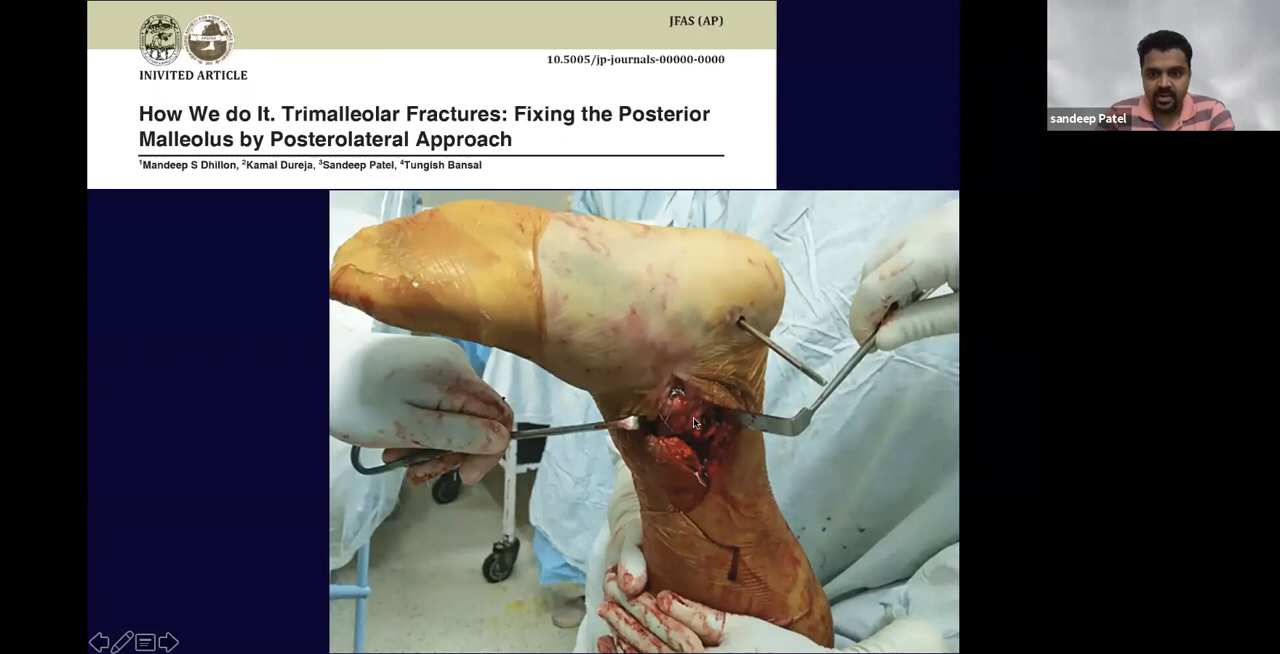 JFAS (AP)
10.5005/jp-journals-00000-0000
INIVITED ARTICLE
How We do It. Trimalleolar Fractures: Fixing the Posterior
Malleolus by Posterolateral Approach
1Mandeep S Dhillon, 2Kamal Dureja, 3Sandeep Patel, 4Tungish Bansal
sandeep Patel